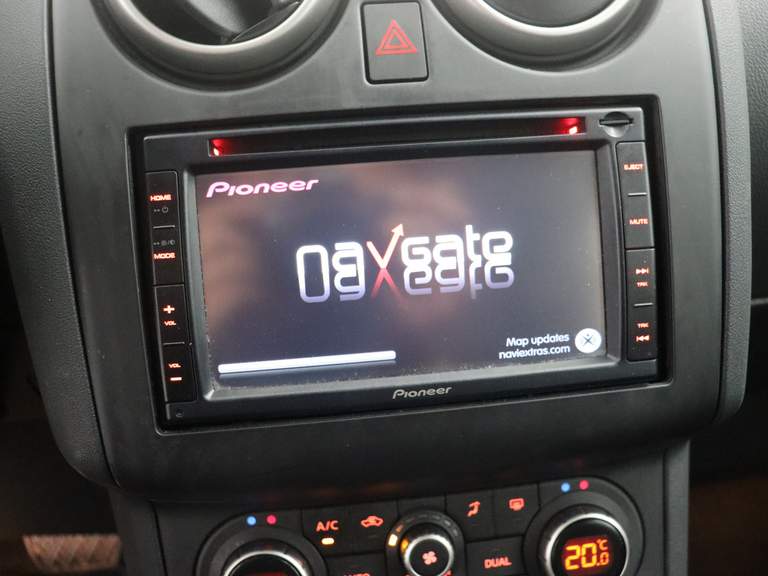 Pioneer
HOME
MODE
+
VOL
VOL
−
EJECT
MUTE
TRK
TRK
navgate
Map updates
naviextras.com
Pioneer
A/C
DUAL
20.0°C